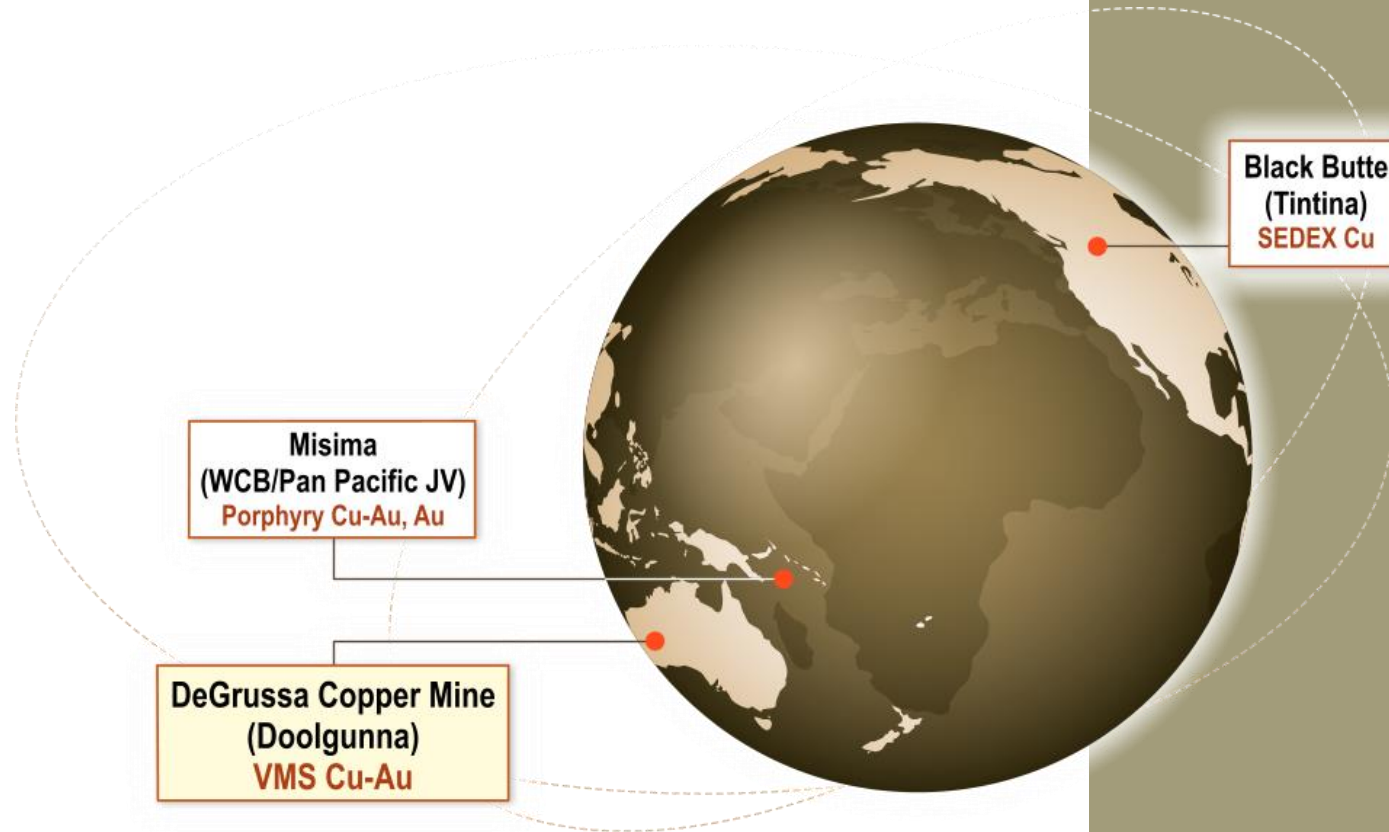 Black Butte
(Tintina)
SEDEX Cu
Misima
(WCB/Pan Pacific JV)
Porphyry Cu-Au, Au
DeGrussa Copper Mine
(Doolgunna)
VMS Cu-Au